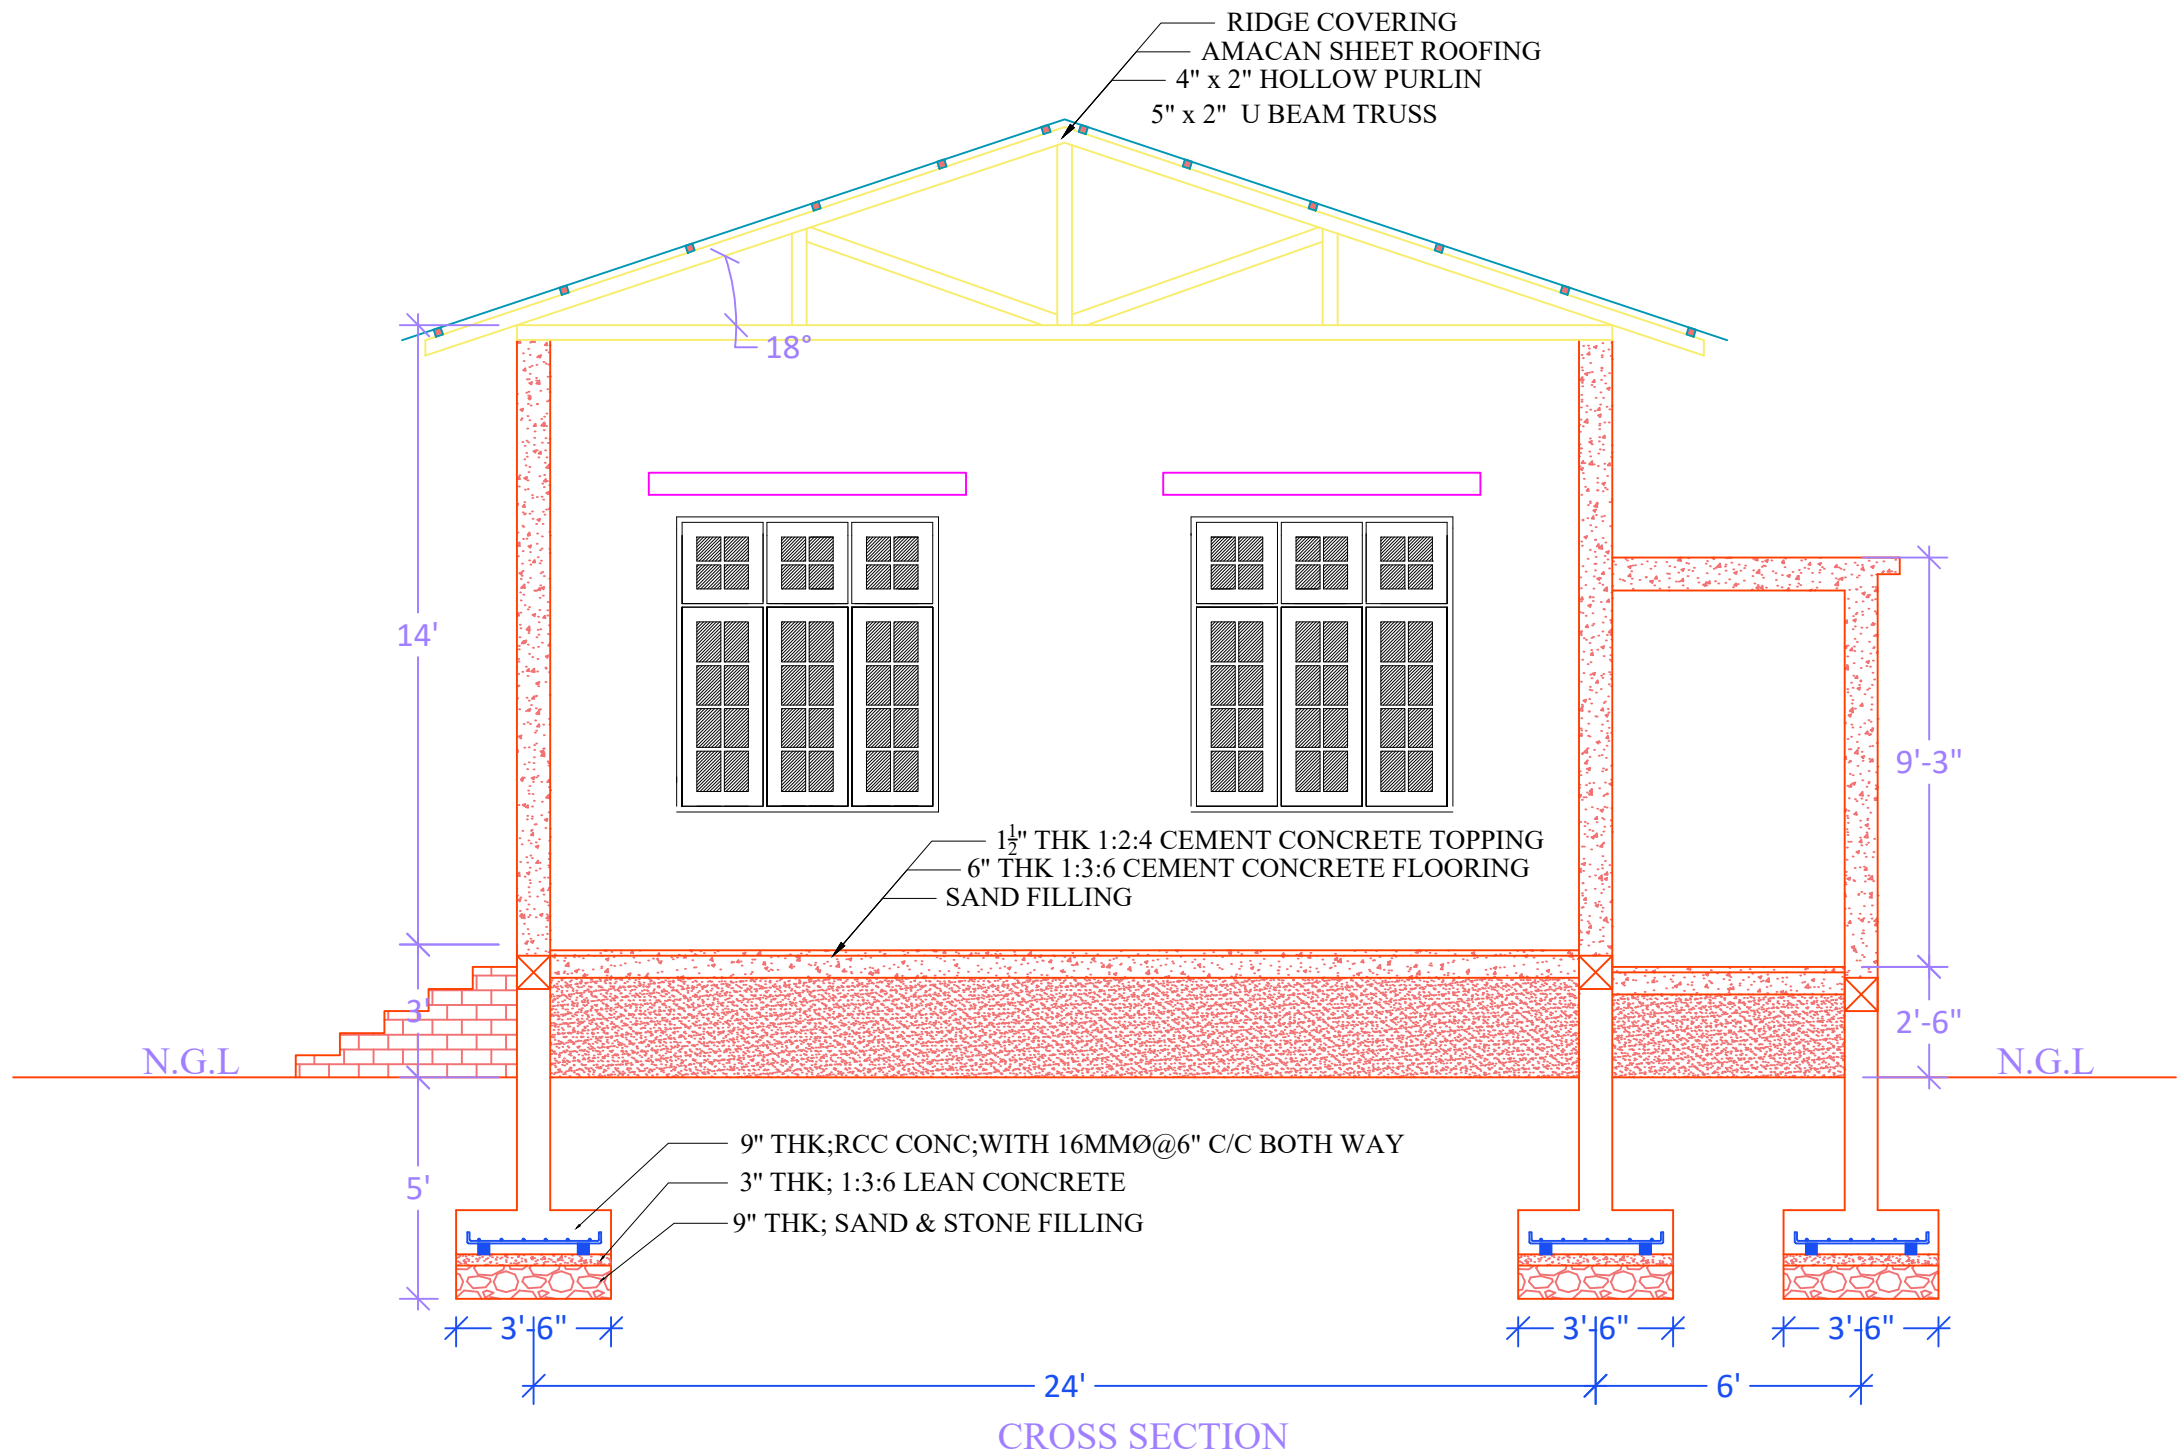 RIDGE COVERING
AMACAN SHEET ROOFING
4" x 2" HOLLOW PURLIN
5" x 2" U BEAM TRUSS
18°
14'
9'-3"
1½" THK 1:2:4 CEMENT CONCRETE TOPPING
6" THK 1:3:6 CEMENT CONCRETE FLOORING
SAND FILLING
3'
2'-6"
N.G.L
N.G.L
9" THK;RCC CONC;WITH 16MMØ@6" C/C BOTH WAY
3" THK; 1:3:6 LEAN CONCRETE
5'
9" THK; SAND & STONE FILLING
3'-6"
3'-6"
3'-6"
24'
6'
CROSS SECTION